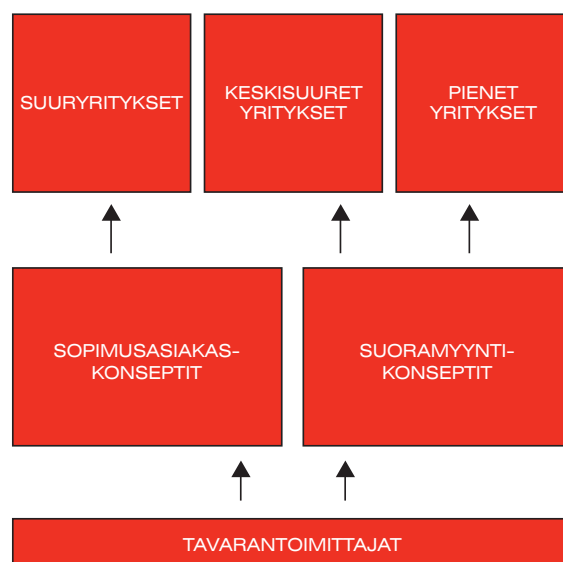 SUURYRITYKSET
KESKISUURET
YRITYKSET
PIENET
YRITYKSET
SOPIMUSASIAKAS-
KONSEPTIT
SUORAMYYNTI-
KONSEPTIT
TAVARANTOIMITTAJAT